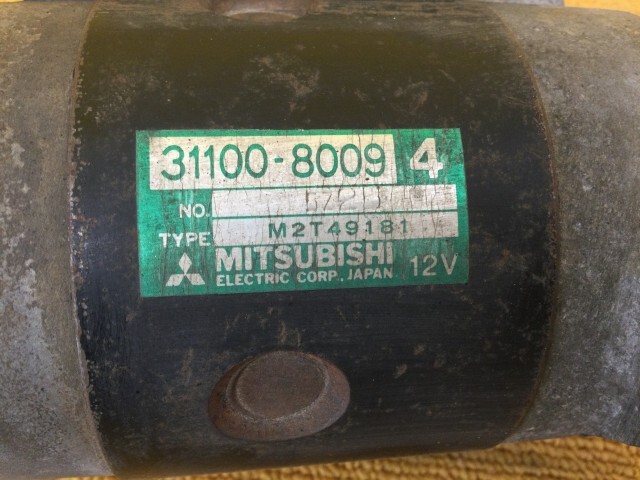 31100-8009 4
NO.
TYPE M2T49181
MITSUBISHI
ELECTRIC CORP., JAPAN 12V